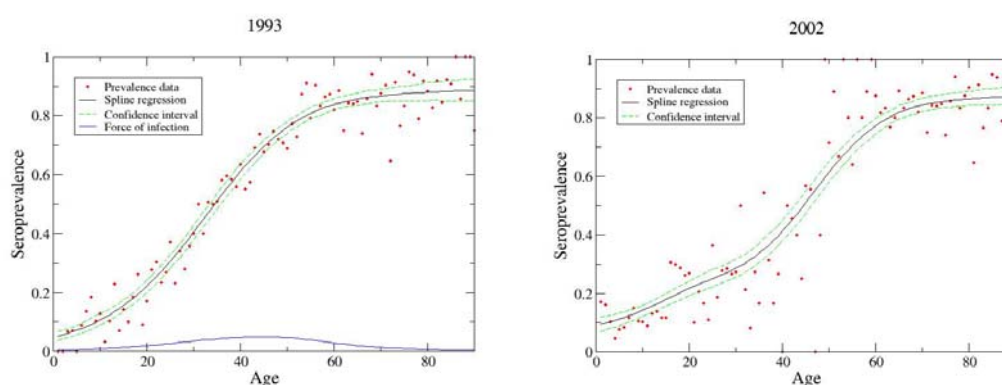 1993
Seroprevalence
1
0.8
0.6
0.4
0.2
0
Prevalence data
Spline regression
Confidence interval
Force of infection
0
20
40
60
80
Age
2002
Seroprevalence
1
0.8
0.6
0.4
0.2
0
Prevalence data
Spline regression
Confidence interval
0
20
40
60
80
Age